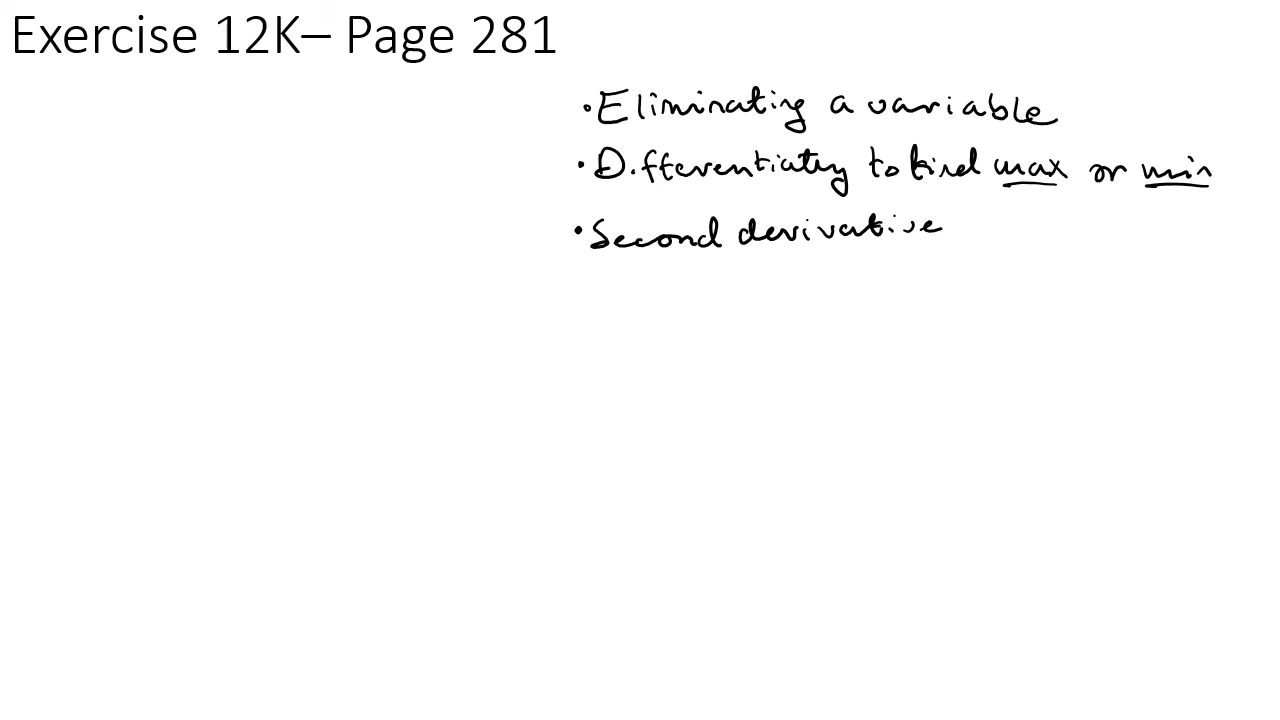 Exercise 12K– Page 281
• Eliminating a variable
• Differentiating to find max or min
• Second derivative